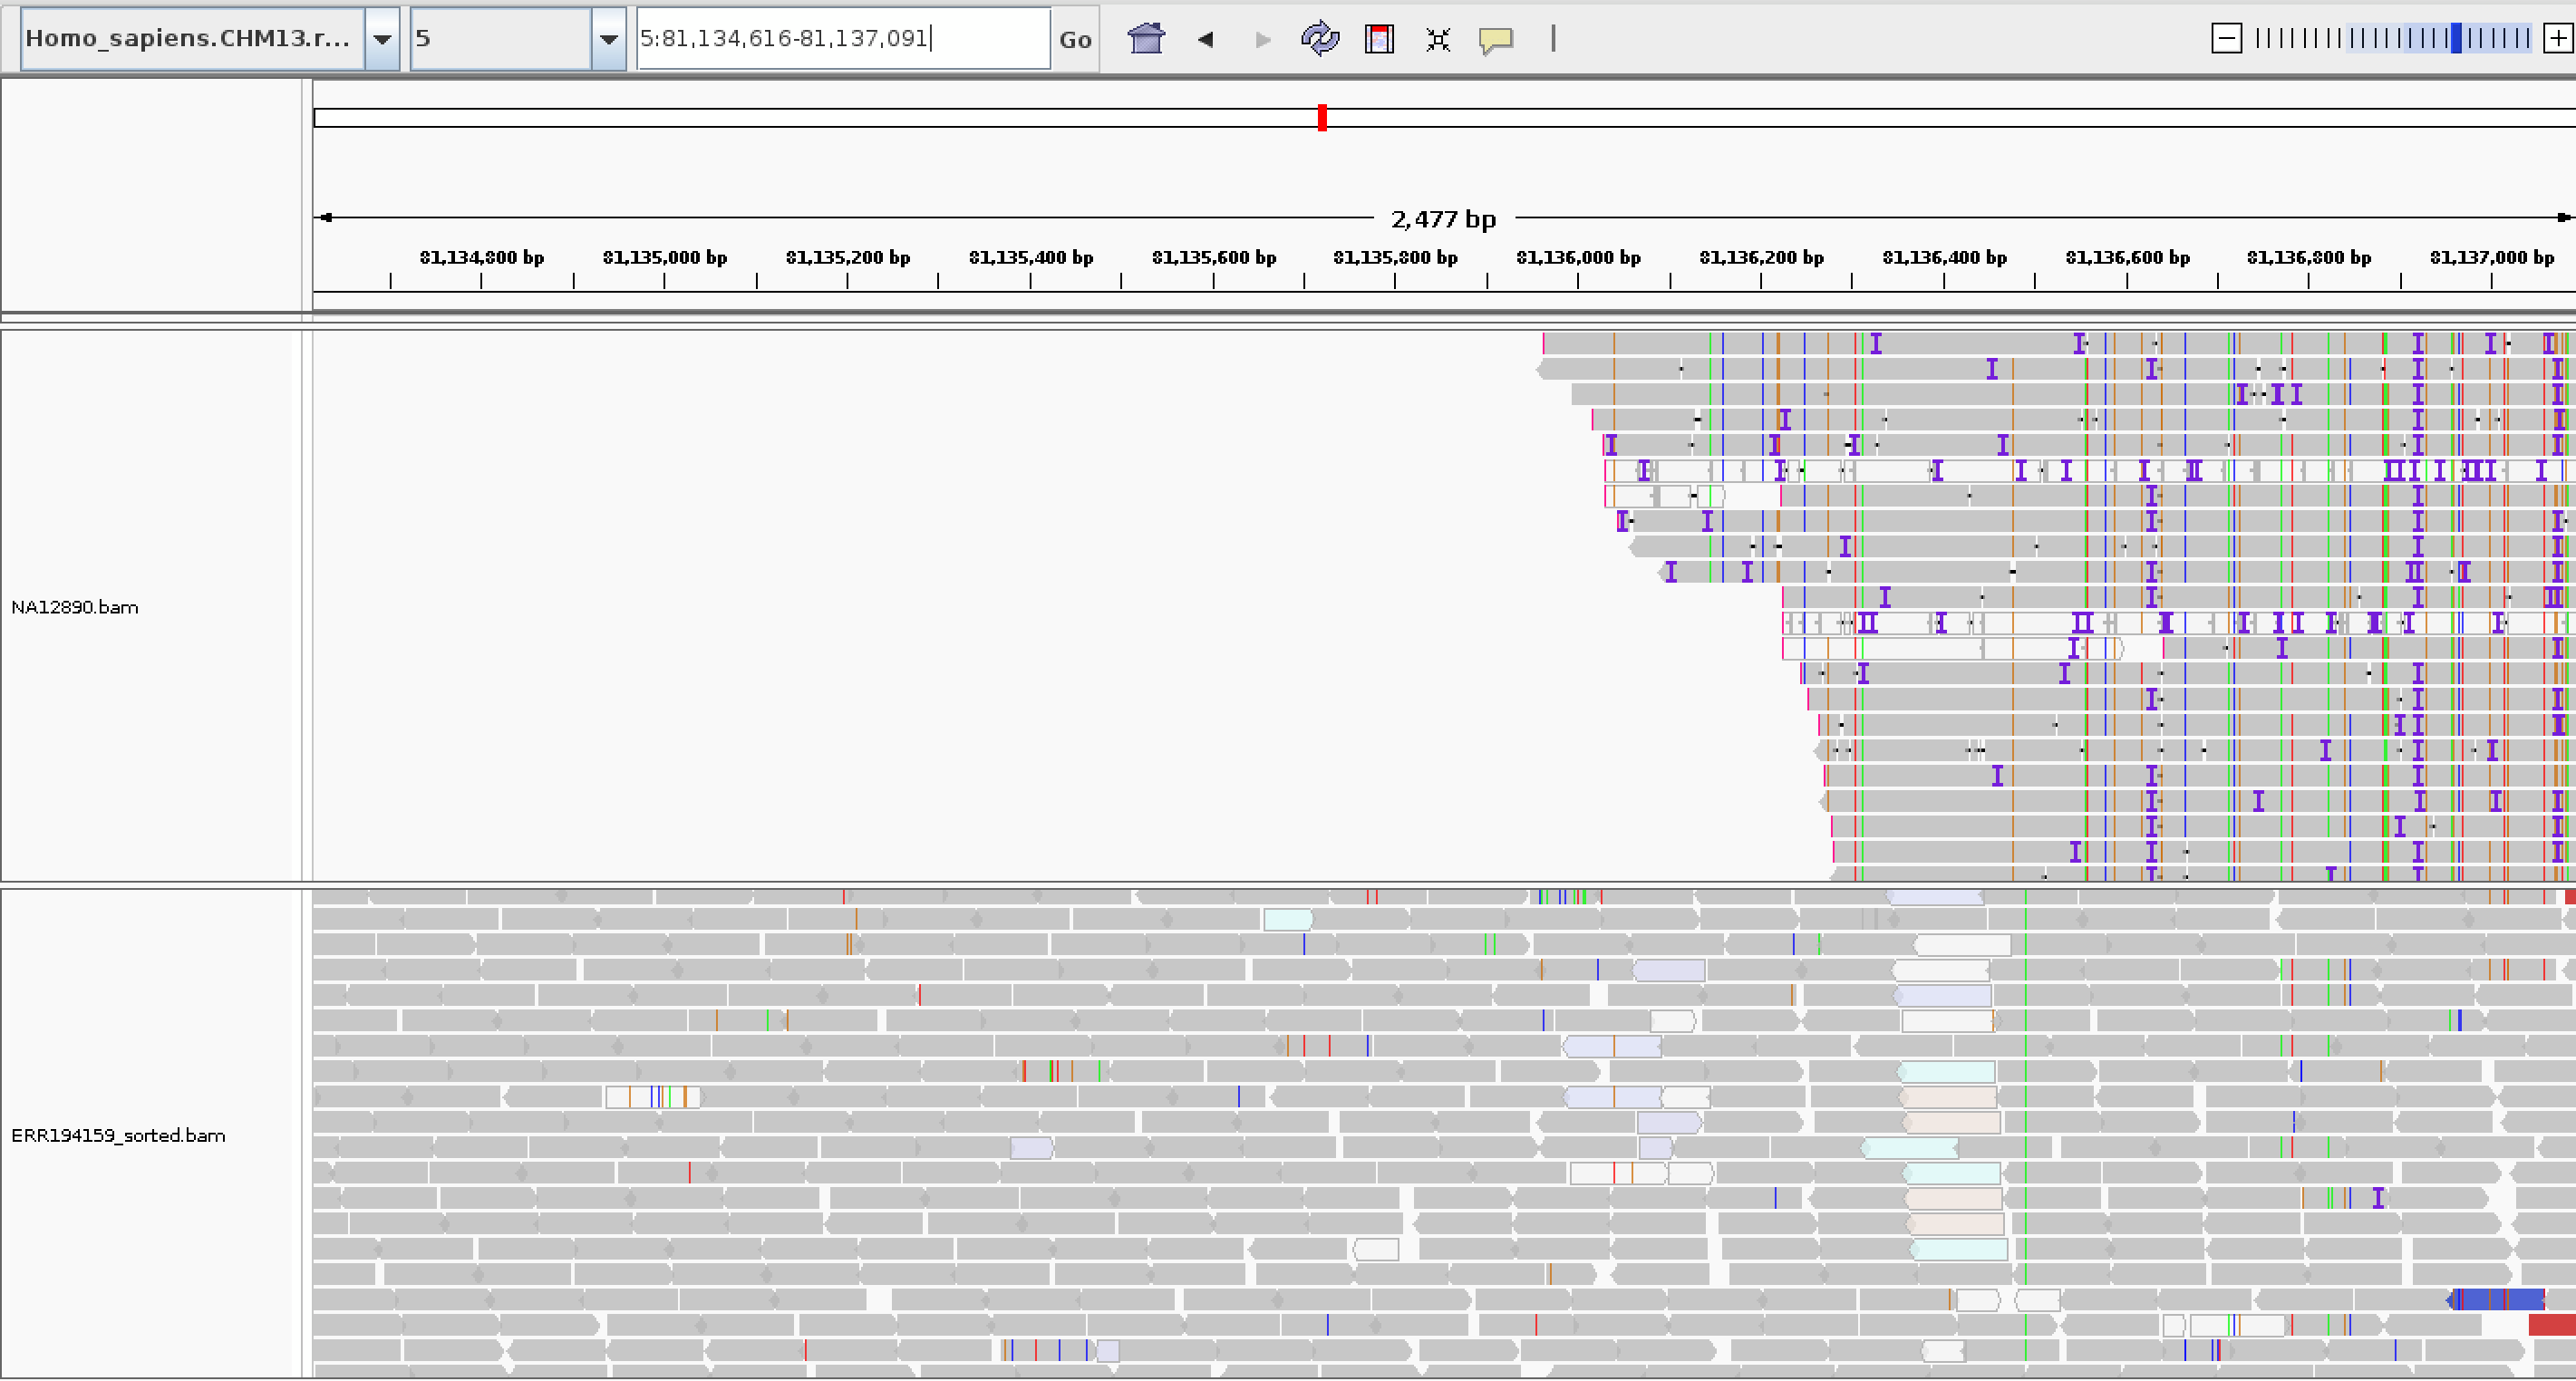 Homo_sapiens.CHM13.r... 5 5:81,134,616-81,137,091 Go
2,477 bp
81,134,800 bp 81,135,000 bp 81,135,200 bp 81,135,400 bp 81,135,600 bp 81,135,800 bp 81,136,000 bp 81,136,200 bp 81,136,400 bp 81,136,600 bp 81,136,800 bp 81,137,000 bp
NA12890.bam
ERR194159_sorted.bam